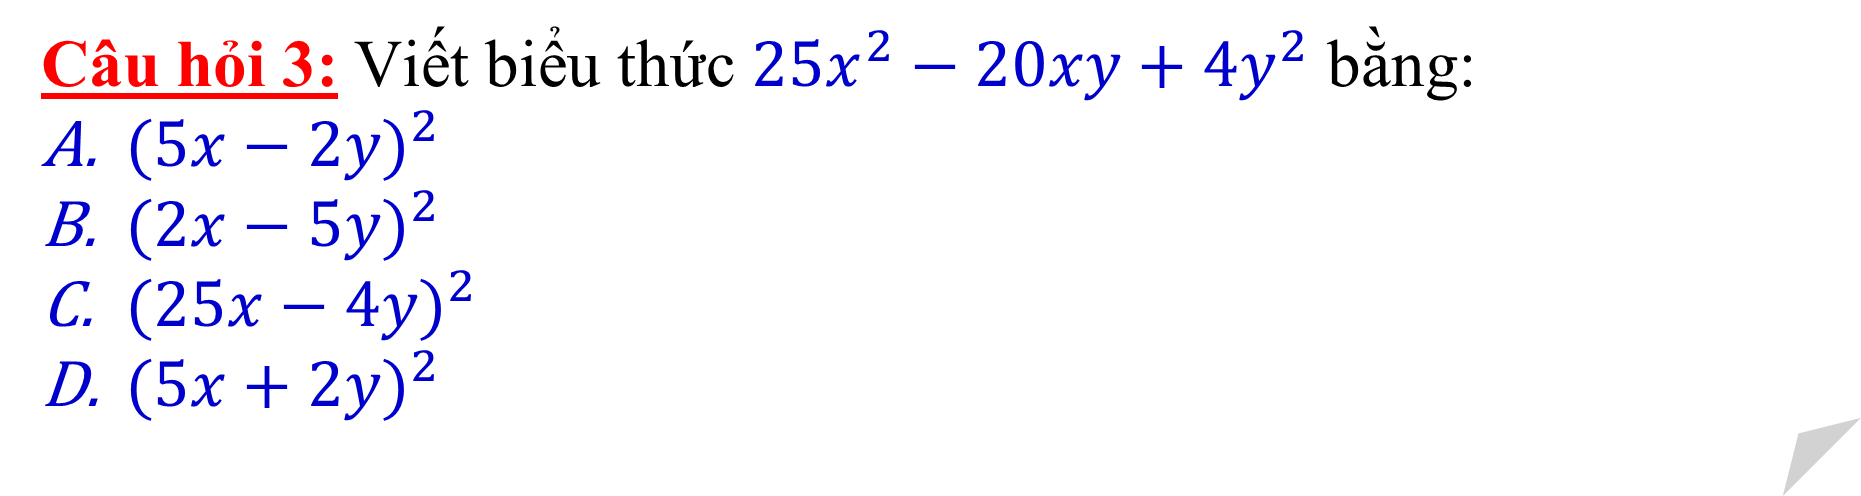 Câu hỏi 3: Viết biểu thức 25x² − 20xy + 4y² bằng:
A. (5x − 2y)²
B. (2x − 5y)²
C. (25x − 4y)²
D. (5x + 2y)²